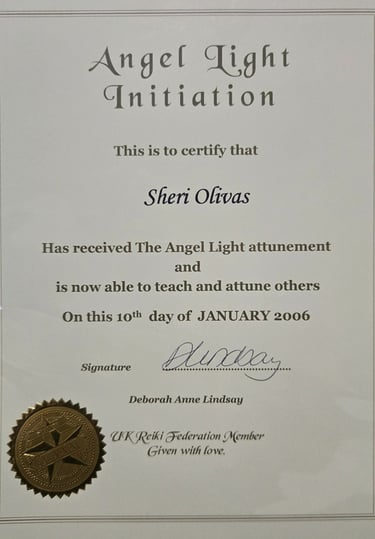 Angel Light
Initiation
This is to certify that
Sheri Olivas
Has received The Angel Light attunement
and
is now able to teach and attune others
On this 10th day of JANUARY 2006
Signature DLindsay
Deborah Anne Lindsay
UK Reiki Federation Member
Given with love.